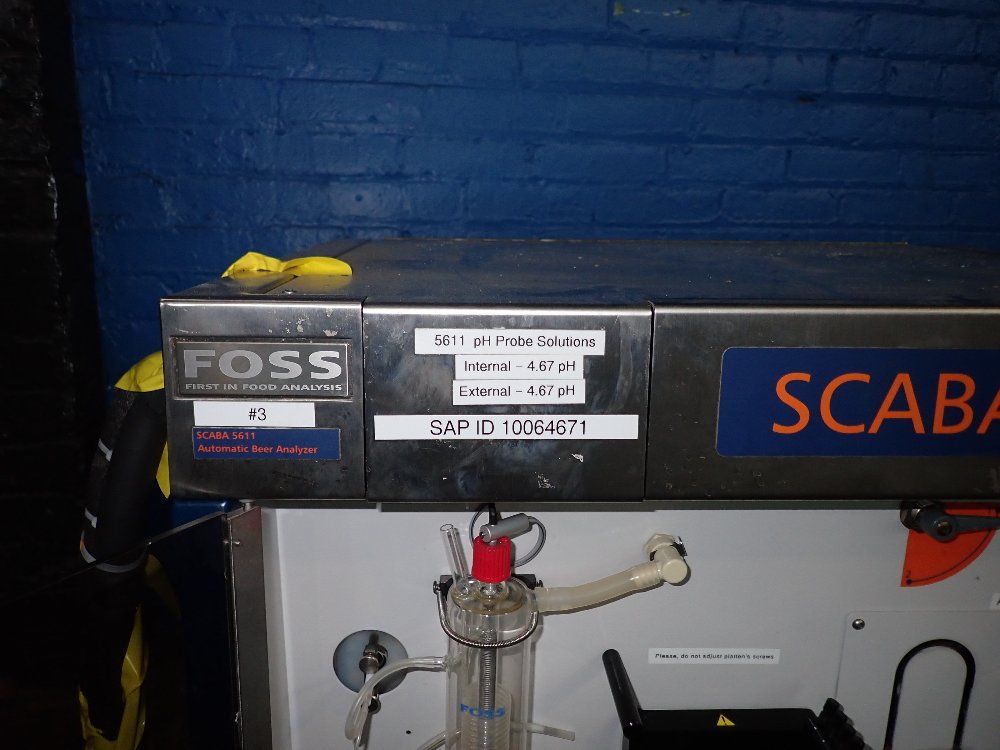 FOSS
FIRST IN FOOD ANALYSIS
#3
SCABA 5611
Automatic Beer Analyzer
5611 pH Probe Solutions
Internal - 4.67 pH
External - 4.67 pH
SAP ID 10064671
SCABA
Please, do not adjust platten's screws
FOSS